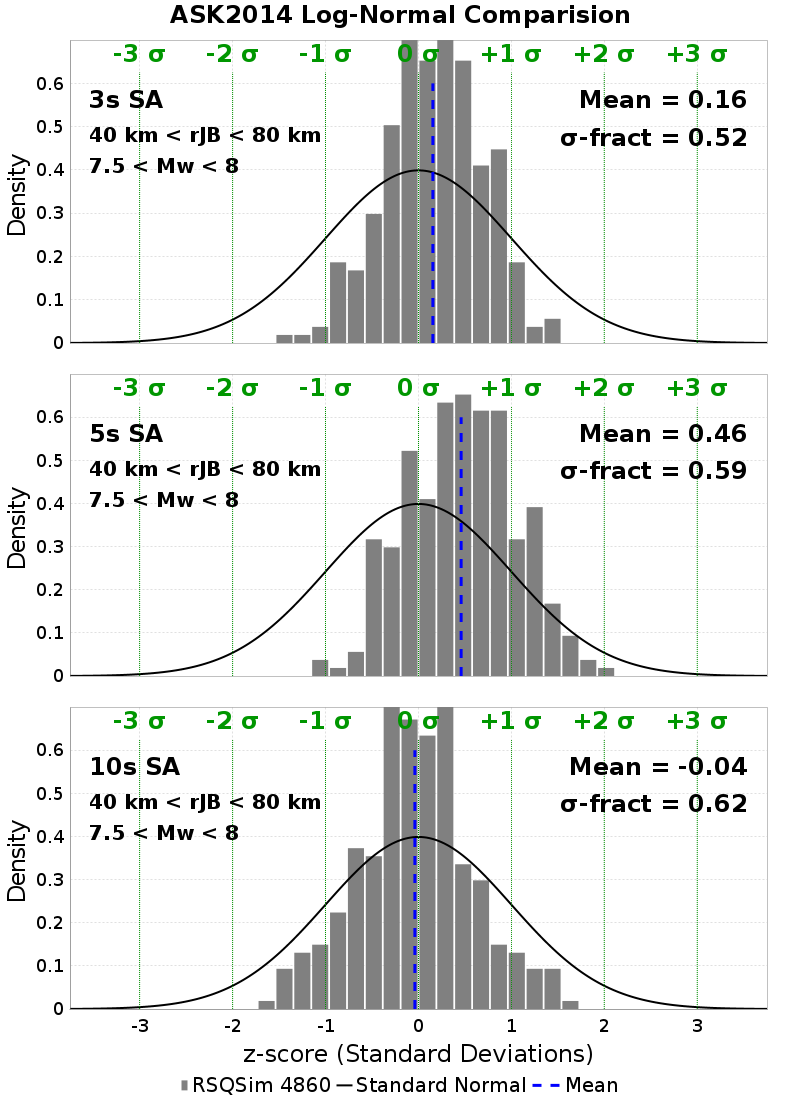 ASK2014 Log-Normal Comparision
-3 σ -2 σ -1 σ 0 σ +1 σ +2 σ +3 σ
3s SA
40 km < rJB < 80 km
7.5 < Mw < 8
Mean = 0.16
σ-fract = 0.52
Density
0.6
0.5
0.4
0.3
0.2
0.1
0
-3 σ -2 σ -1 σ 0 σ +1 σ +2 σ +3 σ
5s SA
40 km < rJB < 80 km
7.5 < Mw < 8
Mean = 0.46
σ-fract = 0.59
Density
0.6
0.5
0.4
0.3
0.2
0.1
0
-3 σ -2 σ -1 σ 0 σ +1 σ +2 σ +3 σ
10s SA
40 km < rJB < 80 km
7.5 < Mw < 8
Mean = -0.04
σ-fract = 0.62
Density
0.6
0.5
0.4
0.3
0.2
0.1
0
-3 -2 -1 0 1 2 3
z-score (Standard Deviations)
RSQSim 4860 Standard Normal Mean